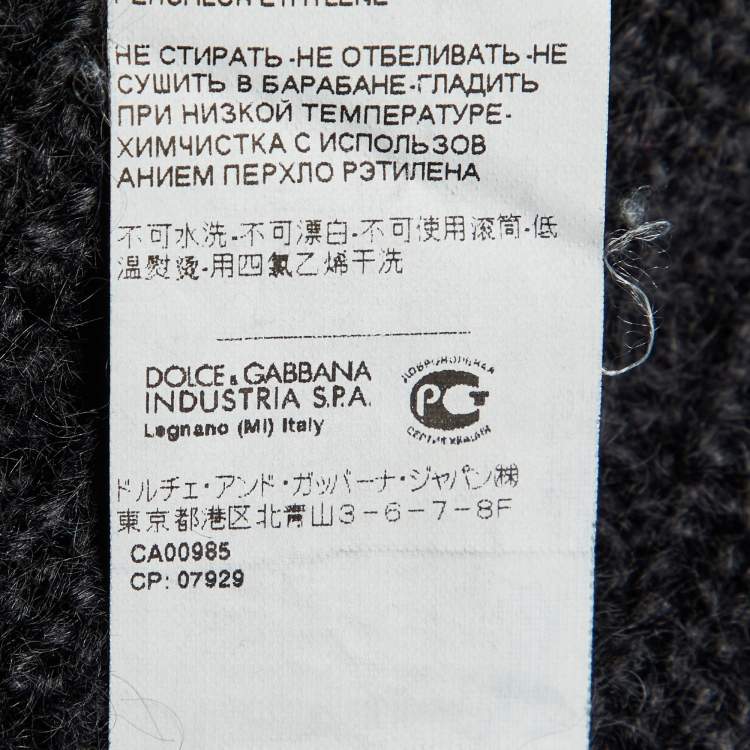 НЕ СТИРАТЬ-НЕ ОТБЕЛИВАТЬ-НЕ
СУШИТЬ В БАРАБАНЕ-ГЛАДИТЬ
ПРИ НИЗКОЙ ТЕМПЕРАТУРЕ-
ХИМЧИСТКА С ИСПОЛЬЗОВ
АНИЕМ ПЕРХЛО РЭТИЛЕНА
不可水洗-不可漂白-不可使用滚筒-低
温熨烫-用四氯乙烯干洗
DOLCE & GABBANA
INDUSTRIA S.P.A.
Legnano (MI) Italy
ДОБРОВОЛЬНАЯ
РСТ
СЕРТИФИКАЦИЯ
ドルチェ・アンド・ガッバーナ・ジャパン㈱
東京都港区北青山3-6-7-8F
CA00985
CP: 07929